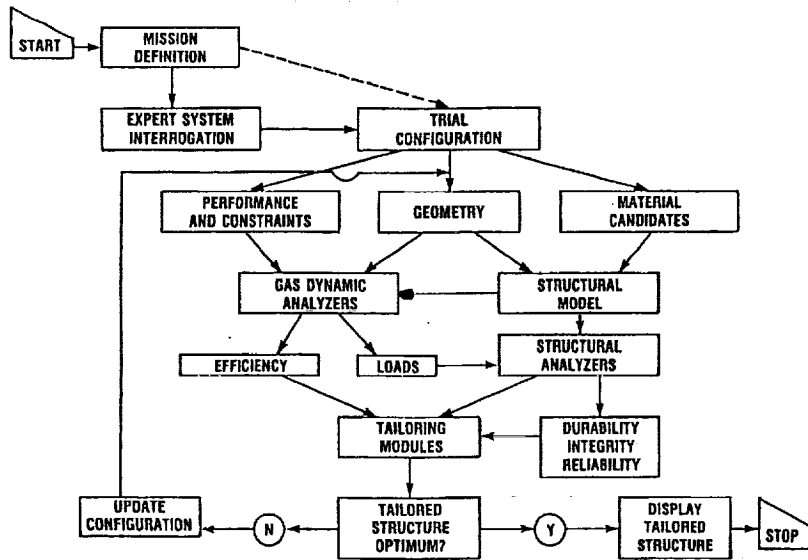 START
MISSION
DEFINITION
EXPERT SYSTEM
INTERROGATION
TRIAL
CONFIGURATION
PERFORMANCE
AND CONSTRAINTS
GEOMETRY
MATERIAL
CANDIDATES
GAS DYNAMIC
ANALYZERS
STRUCTURAL
MODEL
EFFICIENCY
LOADS
STRUCTURAL
ANALYZERS
TAILORING
MODULES
DURABILITY
INTEGRITY
RELIABILITY
UPDATE
CONFIGURATION
N
TAILORED
STRUCTURE
OPTIMUM?
Y
DISPLAY
TAILORED
STRUCTURE
STOP